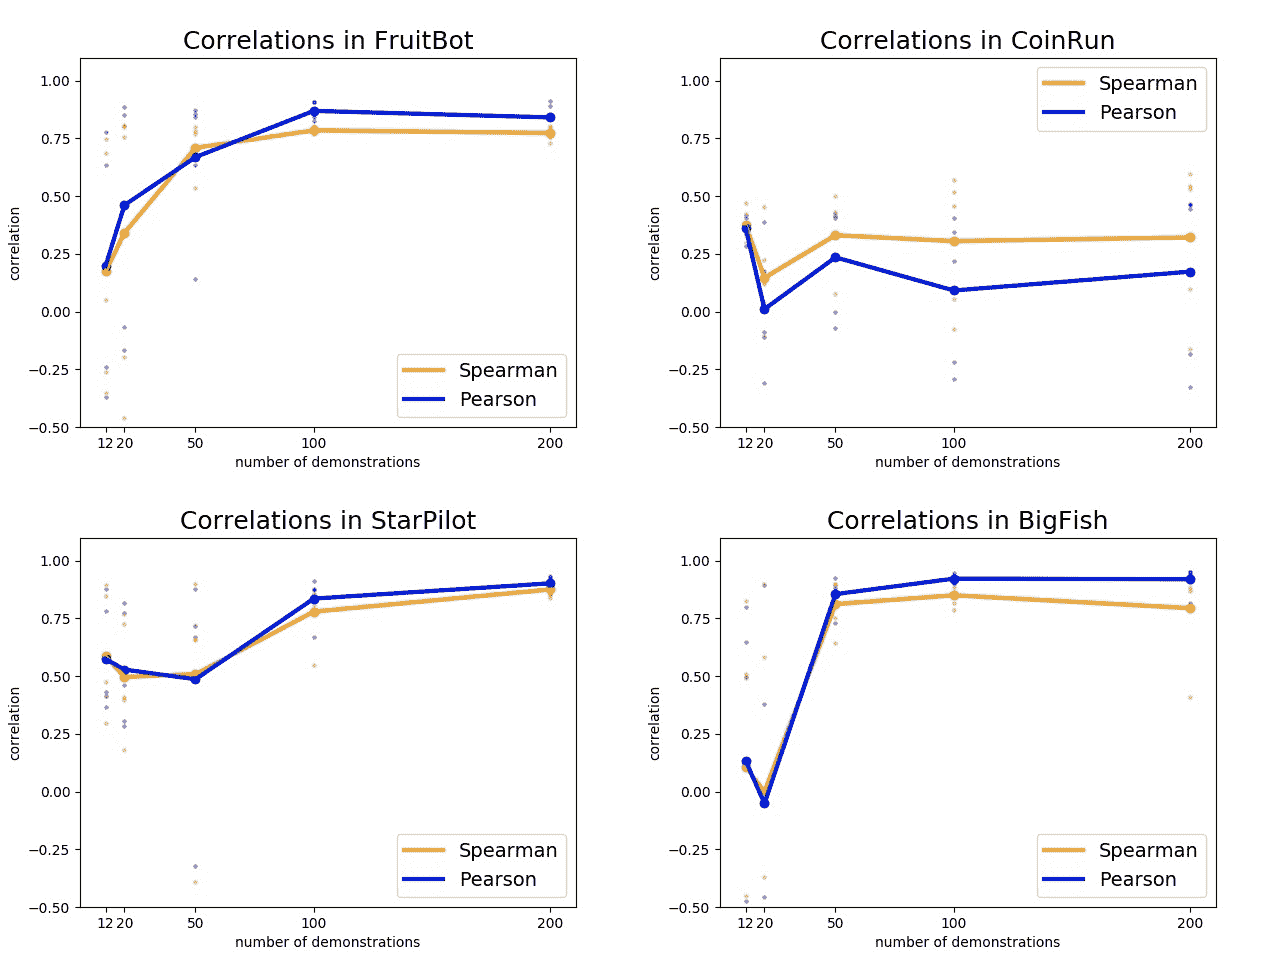 Correlations in FruitBot
1.00
0.75
0.50
0.25
0.00
−0.25
−0.50
correlation
12 20 50 100 200
number of demonstrations
Spearman
Pearson
Correlations in CoinRun
1.00
0.75
0.50
0.25
0.00
−0.25
−0.50
correlation
12 20 50 100 200
number of demonstrations
Spearman
Pearson
Correlations in StarPilot
1.00
0.75
0.50
0.25
0.00
−0.25
−0.50
correlation
12 20 50 100 200
number of demonstrations
Spearman
Pearson
Correlations in BigFish
1.00
0.75
0.50
0.25
0.00
−0.25
−0.50
correlation
12 20 50 100 200
number of demonstrations
Spearman
Pearson